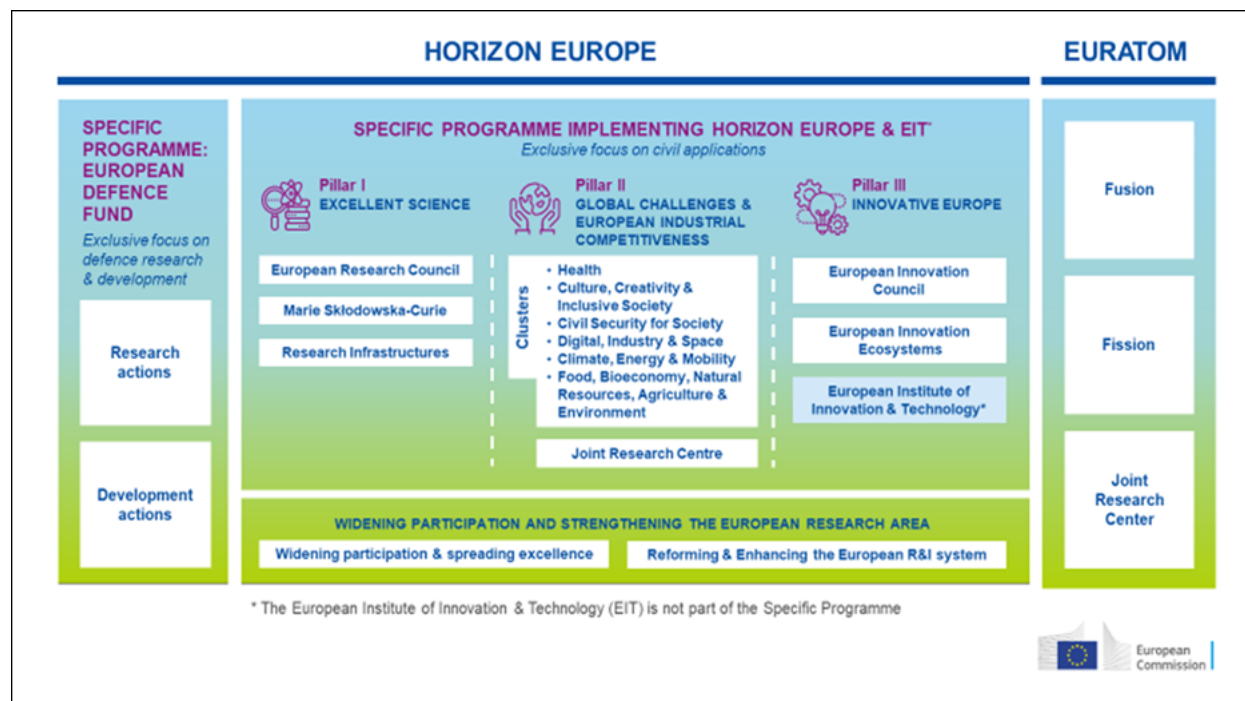 HORIZON EUROPE
EURATOM
SPECIFIC
PROGRAMME:
EUROPEAN
DEFENCE
FUND
Exclusive focus on
defence research
& development
Research
actions
Development
actions
SPECIFIC PROGRAMME IMPLEMENTING HORIZON EUROPE & EIT*
Exclusive focus on civil applications
Pillar I
EXCELLENT SCIENCE
European Research Council
Marie Skłodowska-Curie
Research Infrastructures
Pillar II
GLOBAL CHALLENGES &
EUROPEAN INDUSTRIAL
COMPETITIVENESS
Clusters
• Health
• Culture, Creativity &
Inclusive Society
• Civil Security for Society
• Digital, Industry & Space
• Climate, Energy & Mobility
• Food, Bioeconomy, Natural
Resources, Agriculture &
Environment
Joint Research Centre
Pillar III
INNOVATIVE EUROPE
European Innovation
Council
European Innovation
Ecosystems
European Institute of
Innovation & Technology*
WIDENING PARTICIPATION AND STRENGTHENING THE EUROPEAN RESEARCH AREA
Widening participation & spreading excellence
Reforming & Enhancing the European R&I system
Fusion
Fission
Joint
Research
Center
* The European Institute of Innovation & Technology (EIT) is not part of the Specific Programme
European
Commission